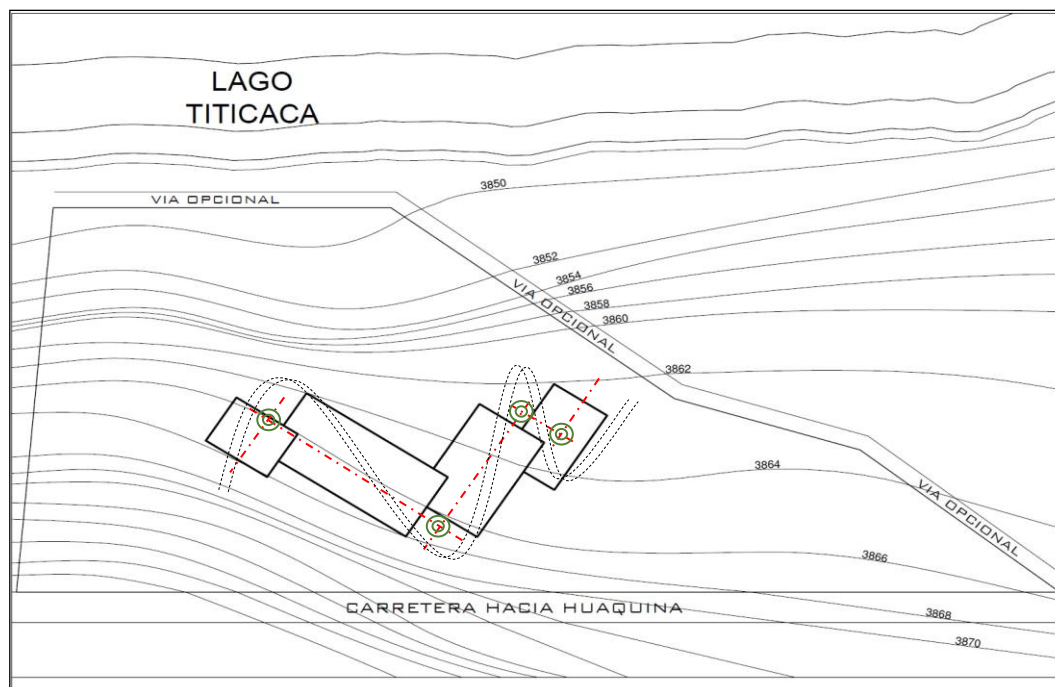 LAGO
TITICACA
3850
VIA OPCIONAL
3852
3854
3856
3858
3860
VIA OPCIONAL
3862
3864
VIA OPCIONAL
3866
CARRETERA HACIA HUAQUINA
3868
3870